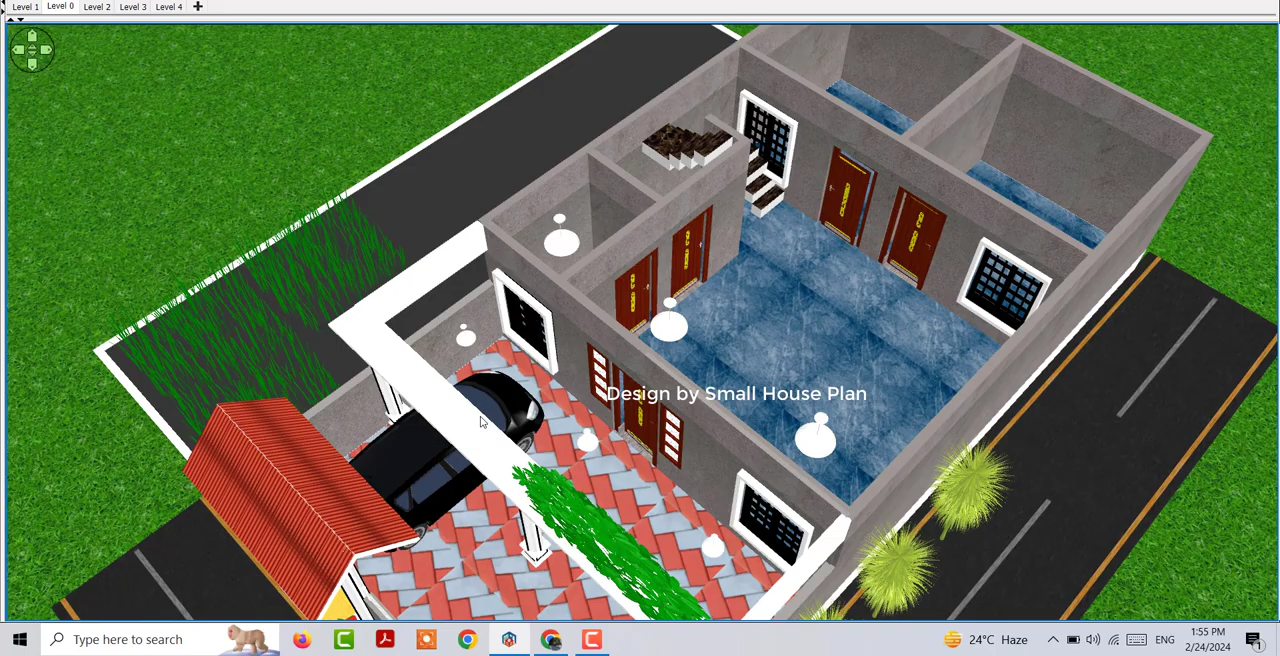 Level 1
Level 0
Level 2
Level 3
Level 4
Design by Small House Plan
Type here to search
24°C Haze
ENG
1:55 PM
2/24/2024
1